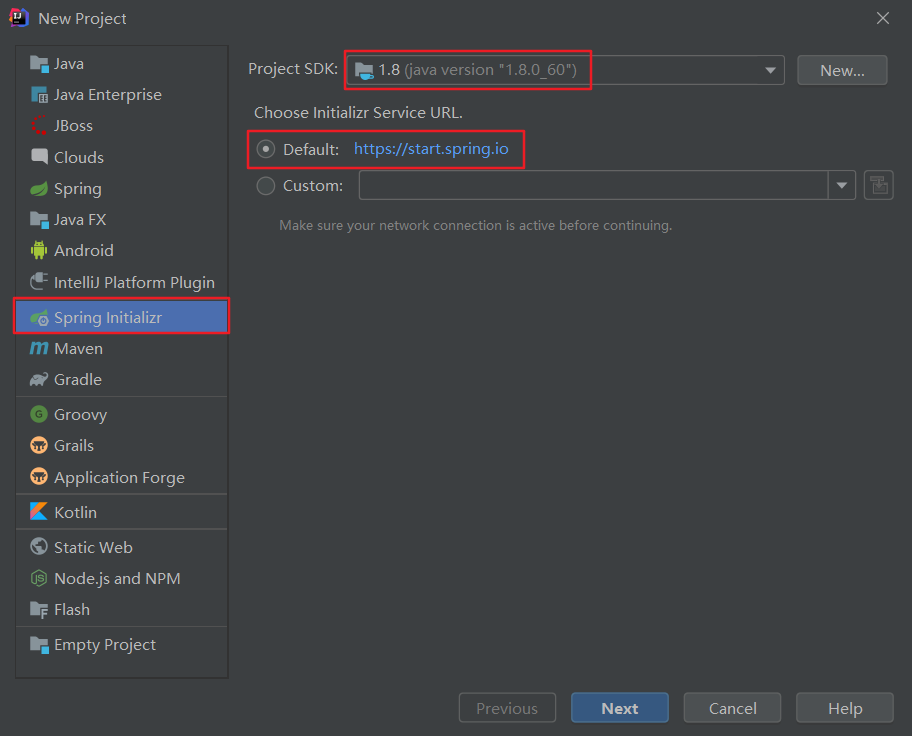 New Project
Java
Java Enterprise
JBoss
Clouds
Spring
Java FX
Android
IntelliJ Platform Plugin
Spring Initializr
Maven
Gradle
Groovy
Grails
Application Forge
Kotlin
Static Web
Node.js and NPM
Flash
Empty Project
Project SDK: 1.8 (java version "1.8.0_60") New...
Choose Initializr Service URL.
Default: https://start.spring.io
Custom:
Make sure your network connection is active before continuing.
Previous Next Cancel Help